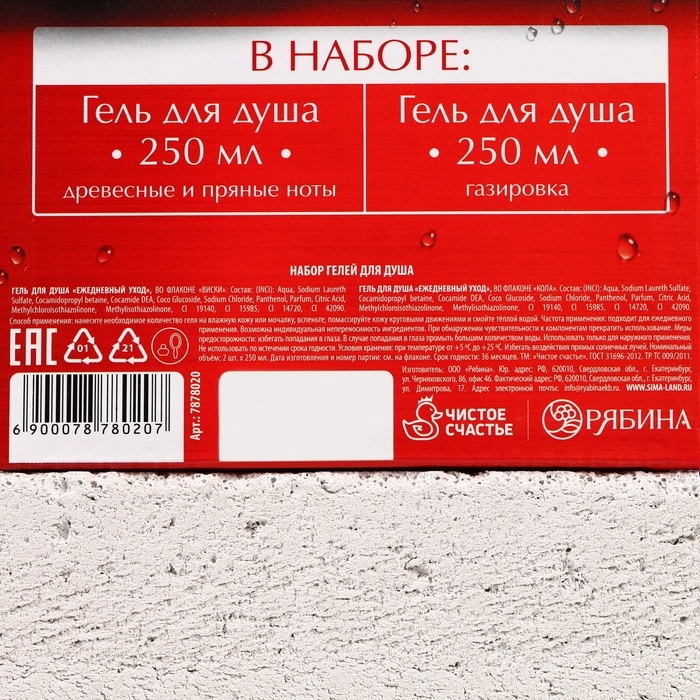 В НАБОРЕ:
Гель для душа
• 250 мл •
древесные и пряные ноты
Гель для душа
• 250 мл •
газировка
НАБОР ГЕЛЕЙ ДЛЯ ДУША
ГЕЛЬ ДЛЯ ДУША «ЕЖЕДНЕВНЫЙ УХОД», ВО ФЛАКОНЕ «ВИСКИ». Состав: (INCI): Aqua, Sodium Laureth
Sulfate, Cocamidopropyl betaine, Cocamide DEA, Coco Glucoside, Sodium Chloride, Panthenol, Parfum, Citric Acid,
Methylchloroisothiazolinone, Methylisothiazolinone, CI 19140, CI 15985, CI 14720, CI 42090.
ГЕЛЬ ДЛЯ ДУША «ЕЖЕДНЕВНЫЙ УХОД», ВО ФЛАКОНЕ «КОЛА». Состав: (INCI): Aqua, Sodium Laureth
Sulfate, Cocamidopropyl betaine, Cocamide DEA, Coco Glucoside, Sodium Chloride, Panthenol, Parfum, Citric Acid,
Methylchloroisothiazolinone, Methylisothiazolinone, CI 19140, CI 15985, CI 14720, CI 42090.
Способ применения: нанесите необходимое количество геля на влажную кожу или мочалку, вспеньте, помассируйте кожу круговыми движениями и смойте тёплой водой. Частота применения: подходит для ежедневного
применения. Возможна индивидуальная непереносимость ингредиентов. При обнаружении чувствительности к компонентам прекратить использование. Меры
предосторожности: избегать попадания в глаза. В случае попадания в глаза промыть большим количеством воды. Использовать только для наружного применения.
Не использовать по истечении срока годности. Условия хранения: при температуре от +5 °С до +25 °С. Избегать воздействия прямых солнечных лучей. Номинальный
объём: 2 шт. х 250 мл. Дата изготовления и номер партии: см. на флаконе. Срок годности: 36 месяцев. ТМ: "Чистое счастье". ГОСТ 31696-2012. ТР ТС 009/2011.
Изготовитель: ООО «Рябина». Юр. адрес: РФ, 620010, Свердловская обл., г. Екатеринбург,
ул. Черняховского, 86, офис 46. Фактический адрес: РФ, 620010, Свердловская обл., г. Екатеринбург,
ул. Димитрова, 17. Адрес электронной почты: info@ryabinaekb.ru. WWW.SIMA-LAND.RU
EAC
01
21
6 900078 780207
Арт.: 7878020
ЧИСТОЕ
СЧАСТЬЕ
РЯБИНА